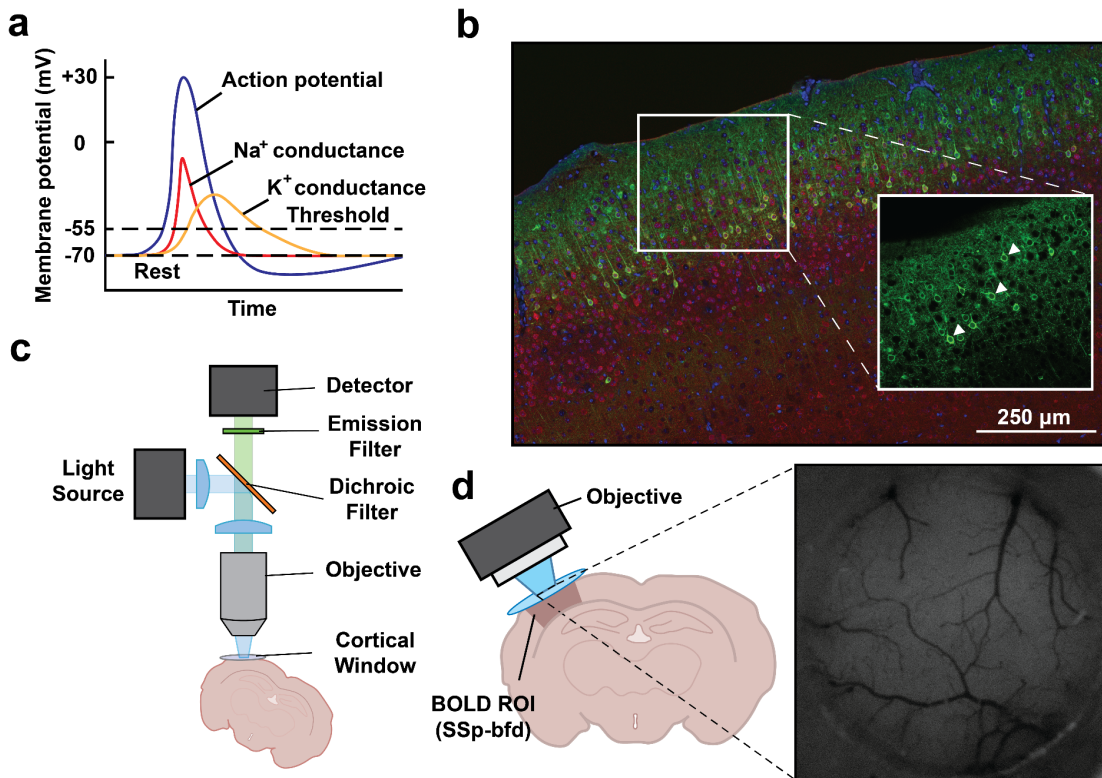 a
Membrane potential (mV)
+30
0
-55
-70
Action potential
Na+ conductance
K+ conductance
Threshold
Rest
Time
b
250 µm
c
Detector
Emission
Filter
Light
Source
Dichroic
Filter
Objective
Cortical
Window
d
Objective
BOLD ROI
(SSp-bfd)